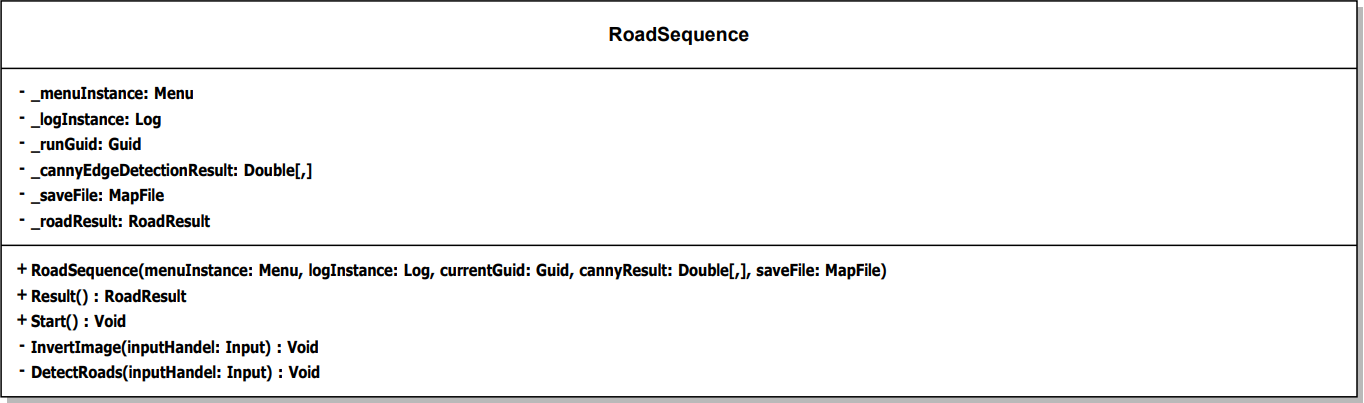 RoadSequence
- _menuInstance: Menu
- _logInstance: Log
- _runGuid: Guid
- _cannyEdgeDetectionResult: Double[,]
- _saveFile: MapFile
- _roadResult: RoadResult
+ RoadSequence(menuInstance: Menu, logInstance: Log, currentGuid: Guid, cannyResult: Double[,], saveFile: MapFile)
+ Result() : RoadResult
+ Start() : Void
- InvertImage(inputHandel: Input) : Void
- DetectRoads(inputHandel: Input) : Void